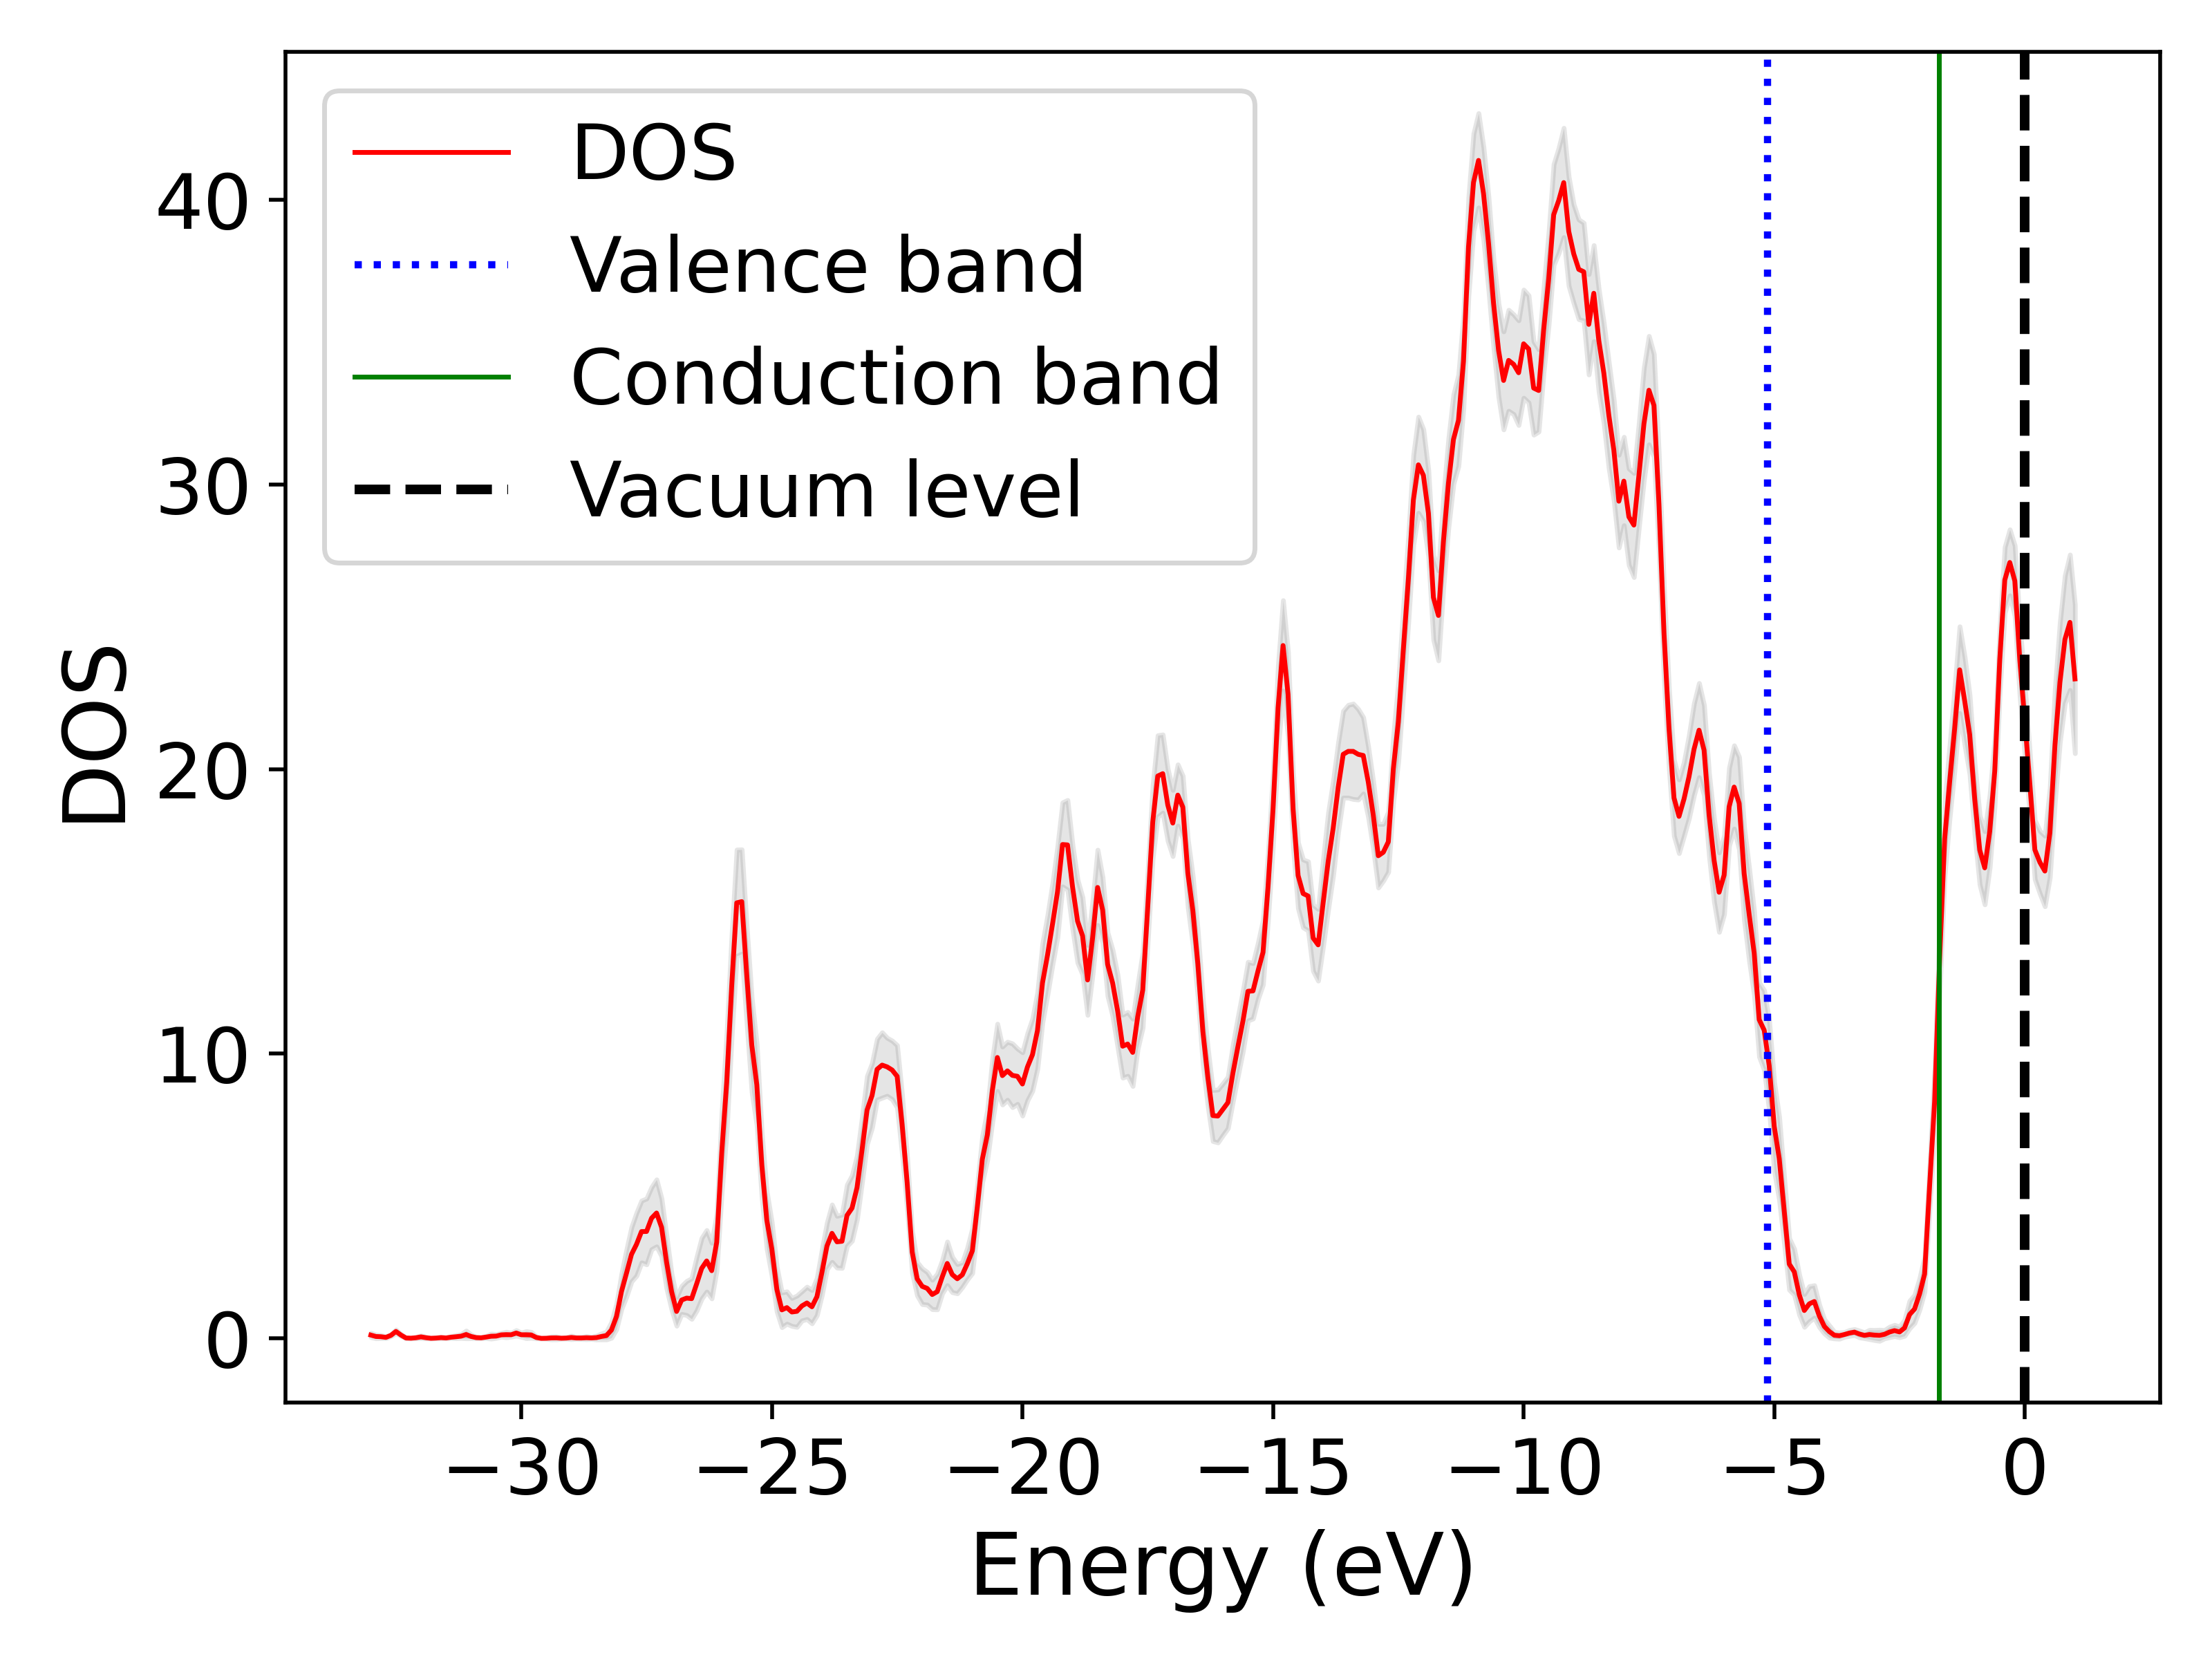 DOS
Valence band
Conduction band
Vacuum level
DOS
40
30
20
10
0
−30 −25 −20 −15 −10 −5 0
Energy (eV)